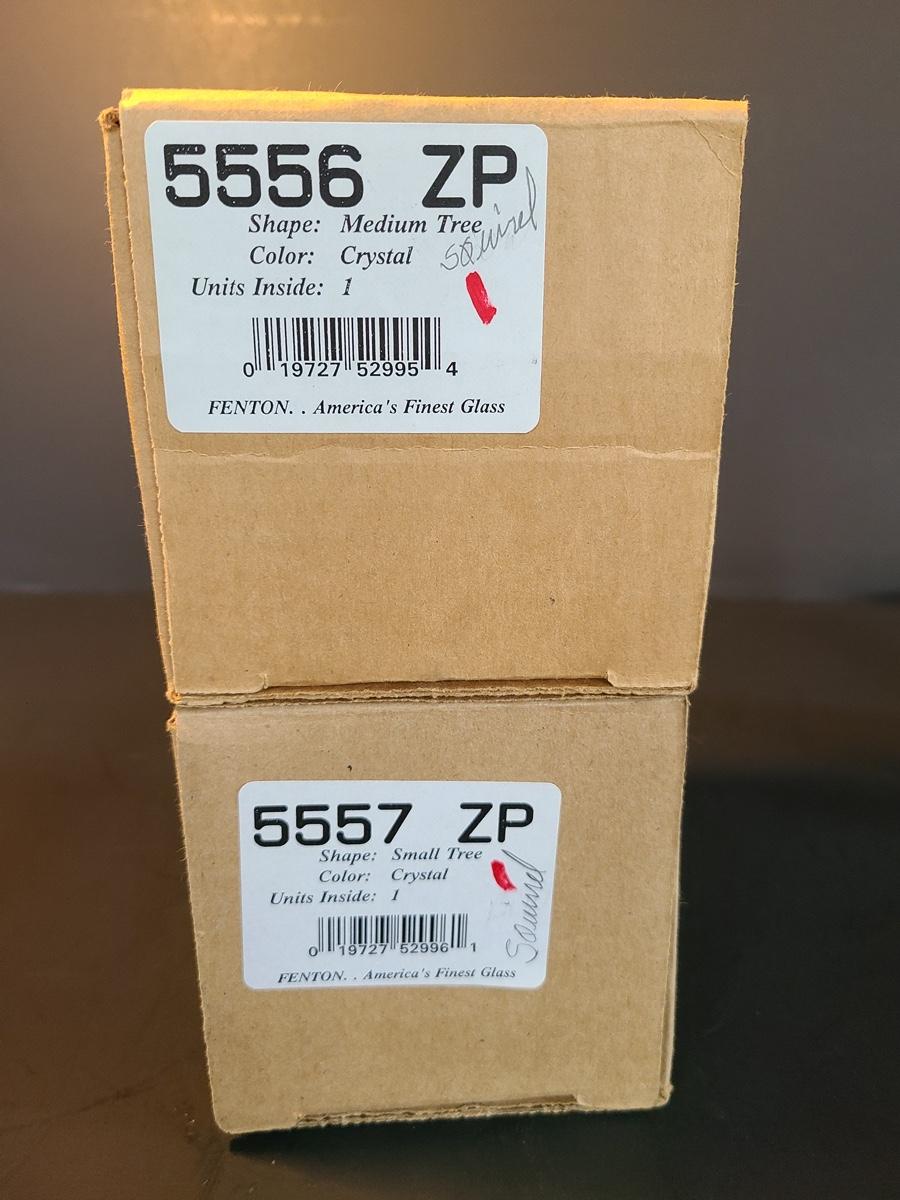 5556 ZP
Shape: Medium Tree
Squirrel
Color: Crystal
Units Inside: 1
0 19727 52995 4
FENTON. . America's Finest Glass
5557 ZP
Shape: Small Tree
Color: Crystal
Units Inside: 1
Squirrel
0 19727 52996 1
FENTON. . America's Finest Glass